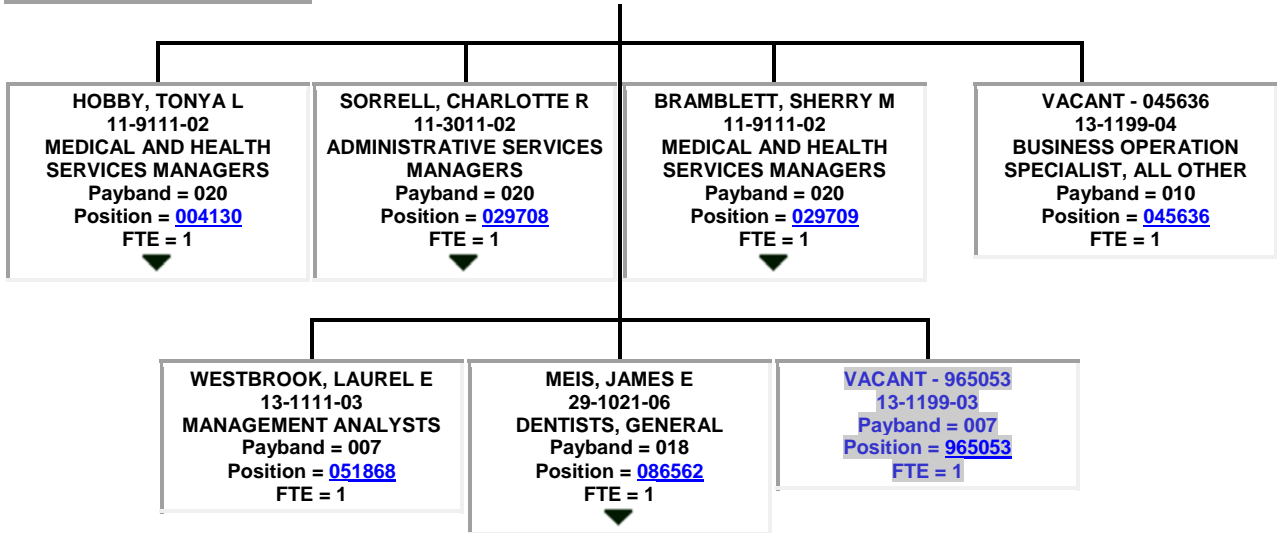 HOBBY, TONYA L
11-9111-02
MEDICAL AND HEALTH
SERVICES MANAGERS
Payband = 020
Position = 004130
FTE = 1
SORRELL, CHARLOTTE R
11-3011-02
ADMINISTRATIVE SERVICES
MANAGERS
Payband = 020
Position = 029708
FTE = 1
BRAMBLETT, SHERRY M
11-9111-02
MEDICAL AND HEALTH
SERVICES MANAGERS
Payband = 020
Position = 029709
FTE = 1
VACANT - 045636
13-1199-04
BUSINESS OPERATION
SPECIALIST, ALL OTHER
Payband = 010
Position = 045636
FTE = 1
WESTBROOK, LAUREL E
13-1111-03
MANAGEMENT ANALYSTS
Payband = 007
Position = 051868
FTE = 1
MEIS, JAMES E
29-1021-06
DENTISTS, GENERAL
Payband = 018
Position = 086562
FTE = 1
VACANT - 965053
13-1199-03
Payband = 007
Position = 965053
FTE = 1